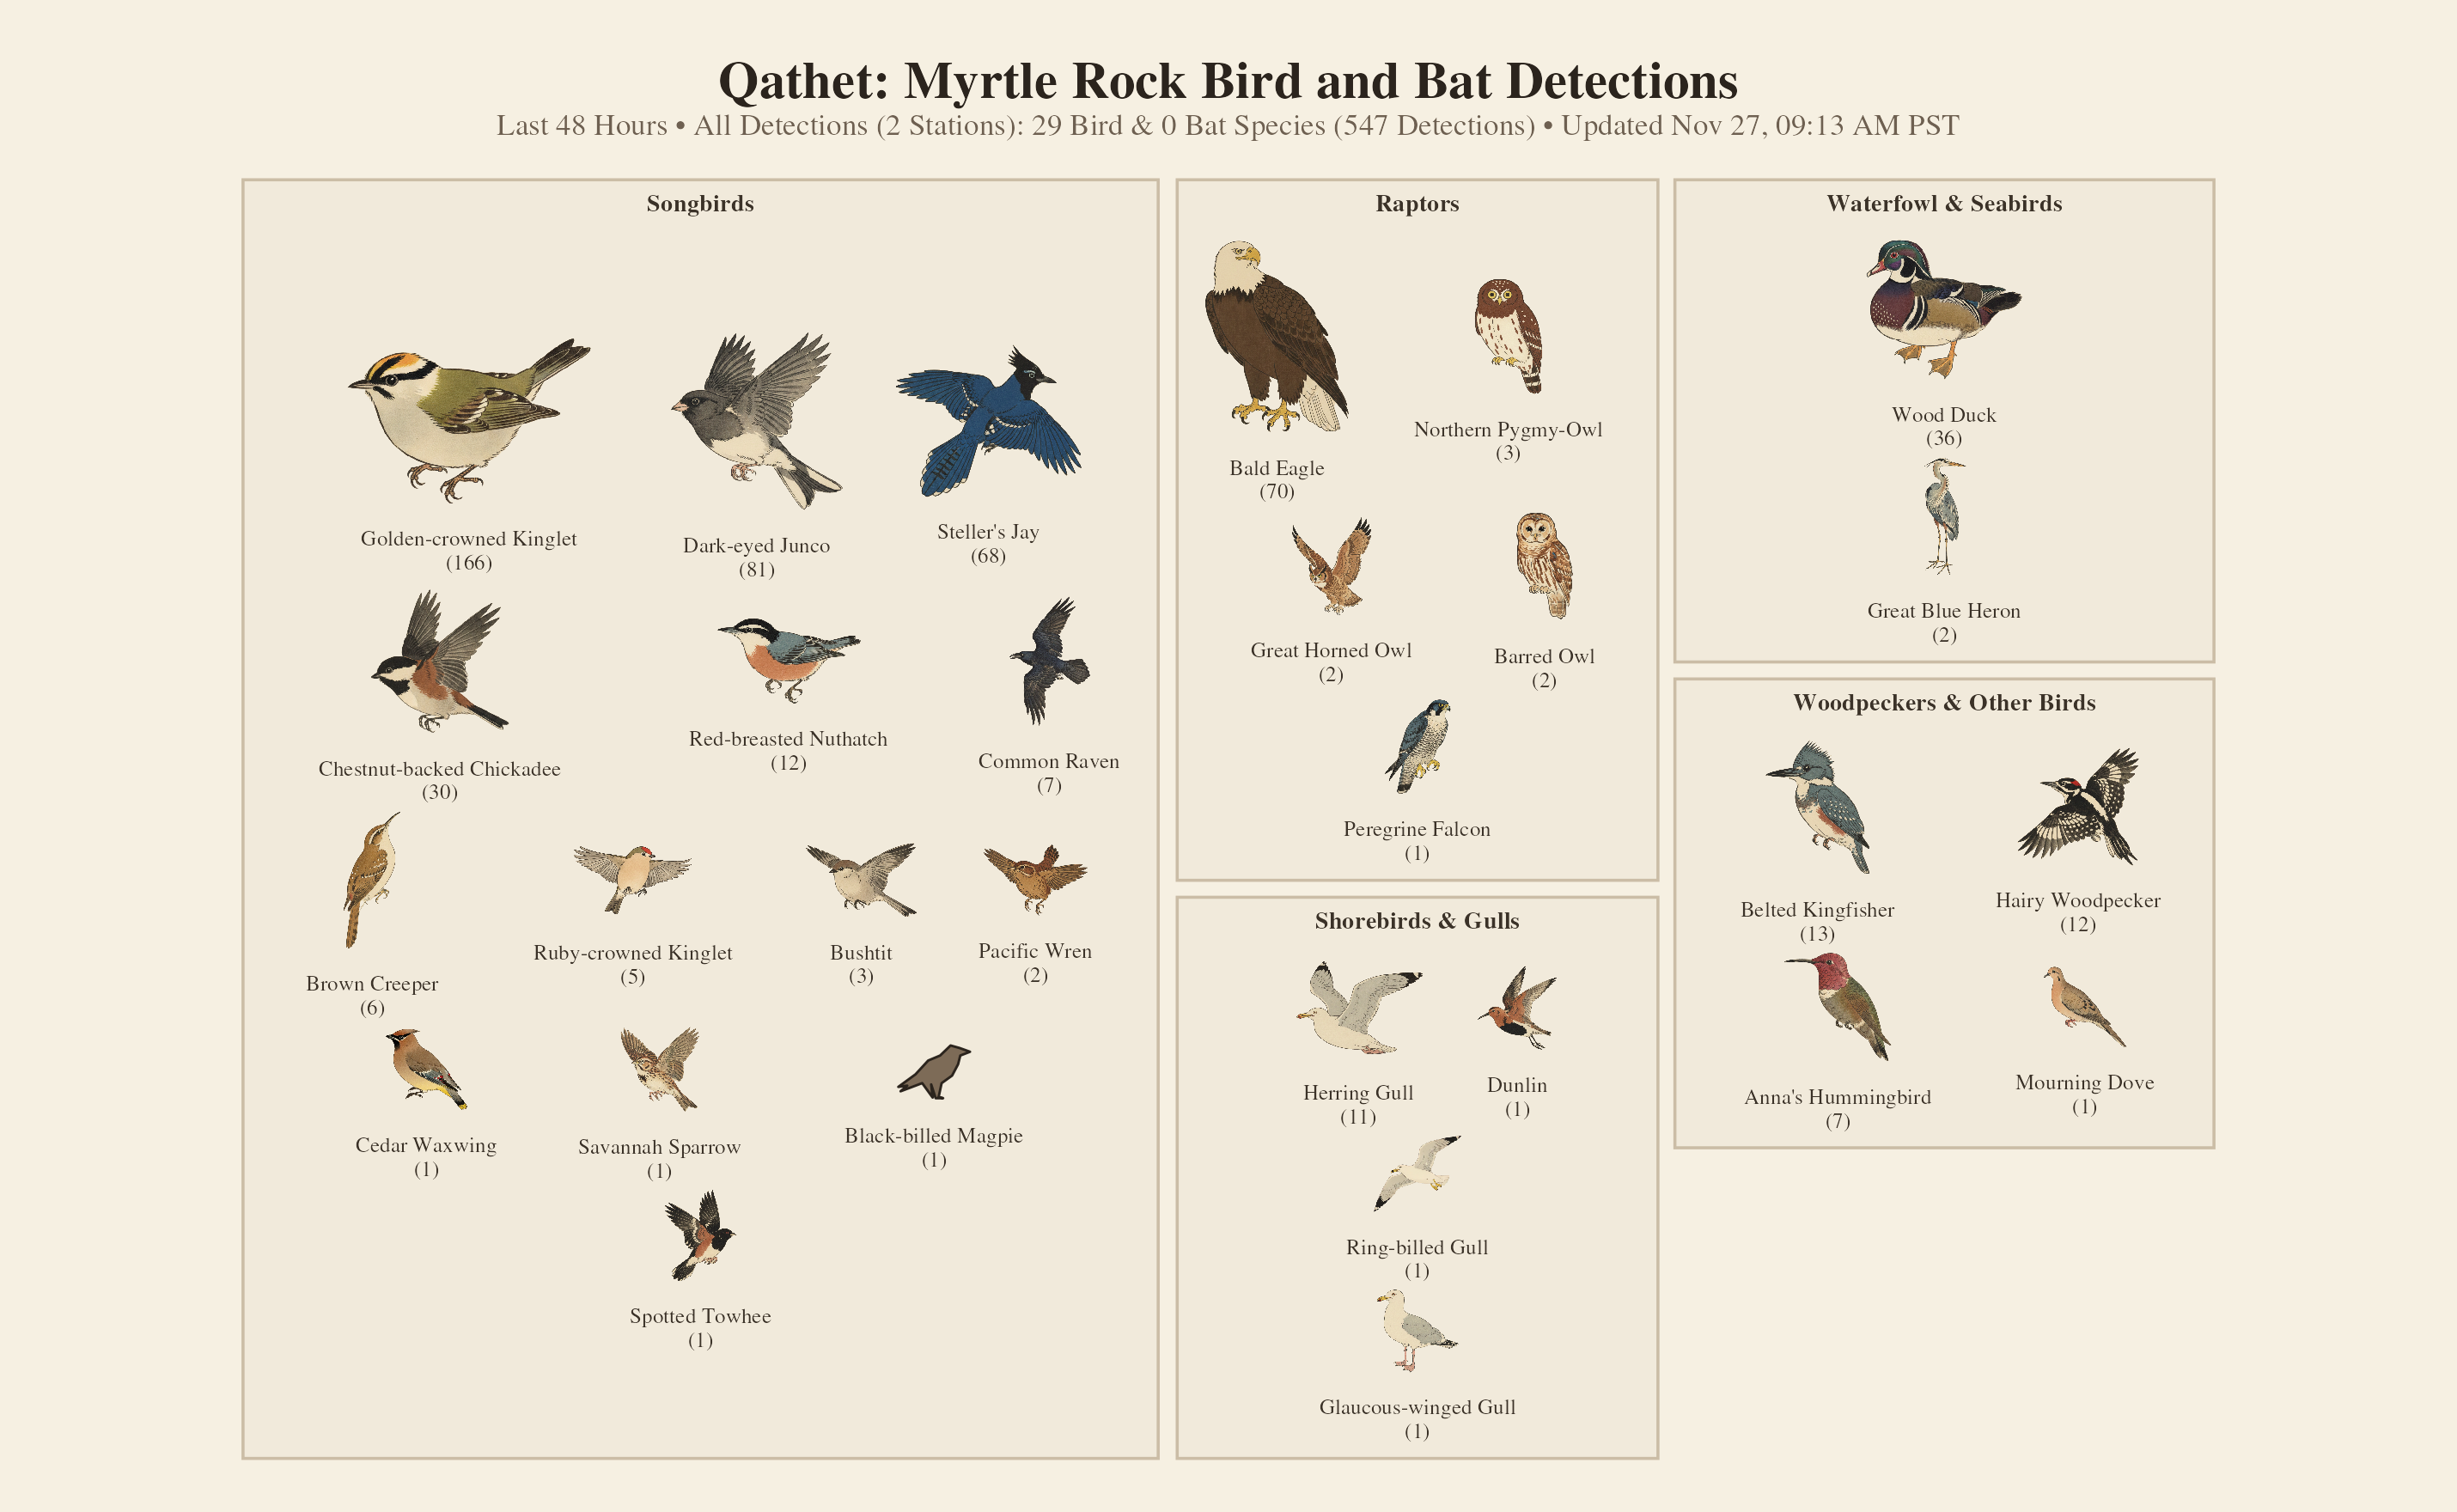 Qathet: Myrtle Rock Bird and Bat Detections
Last 48 Hours • All Detections (2 Stations): 29 Bird & 0 Bat Species (547 Detections) • Updated Nov 27, 09:13 AM PST
Songbirds
Golden-crowned Kinglet
(166)
Dark-eyed Junco
(81)
Steller's Jay
(68)
Chestnut-backed Chickadee
(30)
Red-breasted Nuthatch
(12)
Common Raven
(7)
Brown Creeper
(6)
Ruby-crowned Kinglet
(5)
Bushtit
(3)
Pacific Wren
(2)
Cedar Waxwing
(1)
Savannah Sparrow
(1)
Black-billed Magpie
(1)
Spotted Towhee
(1)
Raptors
Bald Eagle
(70)
Northern Pygmy-Owl
(3)
Great Horned Owl
(2)
Barred Owl
(2)
Peregrine Falcon
(1)
Shorebirds & Gulls
Herring Gull
(11)
Dunlin
(1)
Ring-billed Gull
(1)
Glaucous-winged Gull
(1)
Waterfowl & Seabirds
Wood Duck
(36)
Great Blue Heron
(2)
Woodpeckers & Other Birds
Belted Kingfisher
(13)
Hairy Woodpecker
(12)
Anna's Hummingbird
(7)
Mourning Dove
(1)